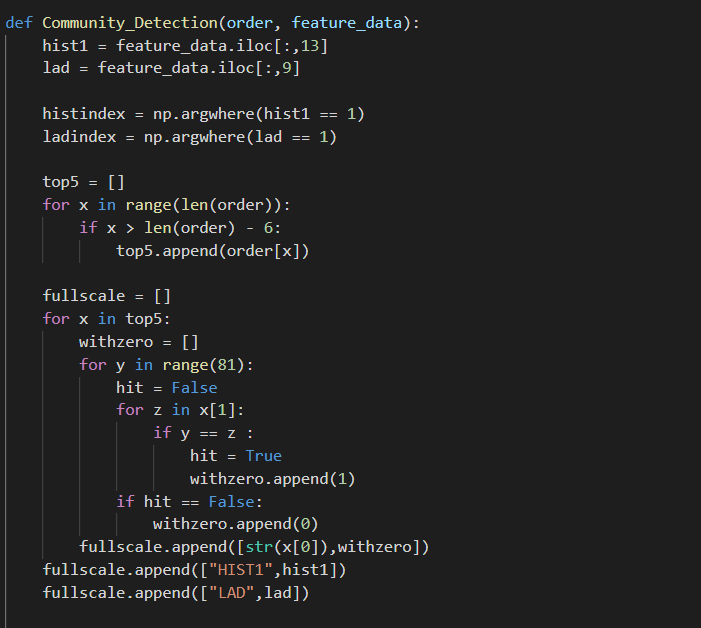 def Community_Detection(order, feature_data):
    hist1 = feature_data.iloc[:,13]
    lad = feature_data.iloc[:,9]

    histindex = np.argwhere(hist1 == 1)
    ladindex = np.argwhere(lad == 1)

    top5 = []
    for x in range(len(order)):
        if x > len(order) - 6:
            top5.append(order[x])

    fullscale = []
    for x in top5:
        withzero = []
        for y in range(81):
            hit = False
            for z in x[1]:
                if y == z :
                    hit = True
                    withzero.append(1)
            if hit == False:
                withzero.append(0)
        fullscale.append([str(x[0]),withzero])
    fullscale.append(["HIST1",hist1])
    fullscale.append(["LAD",lad])